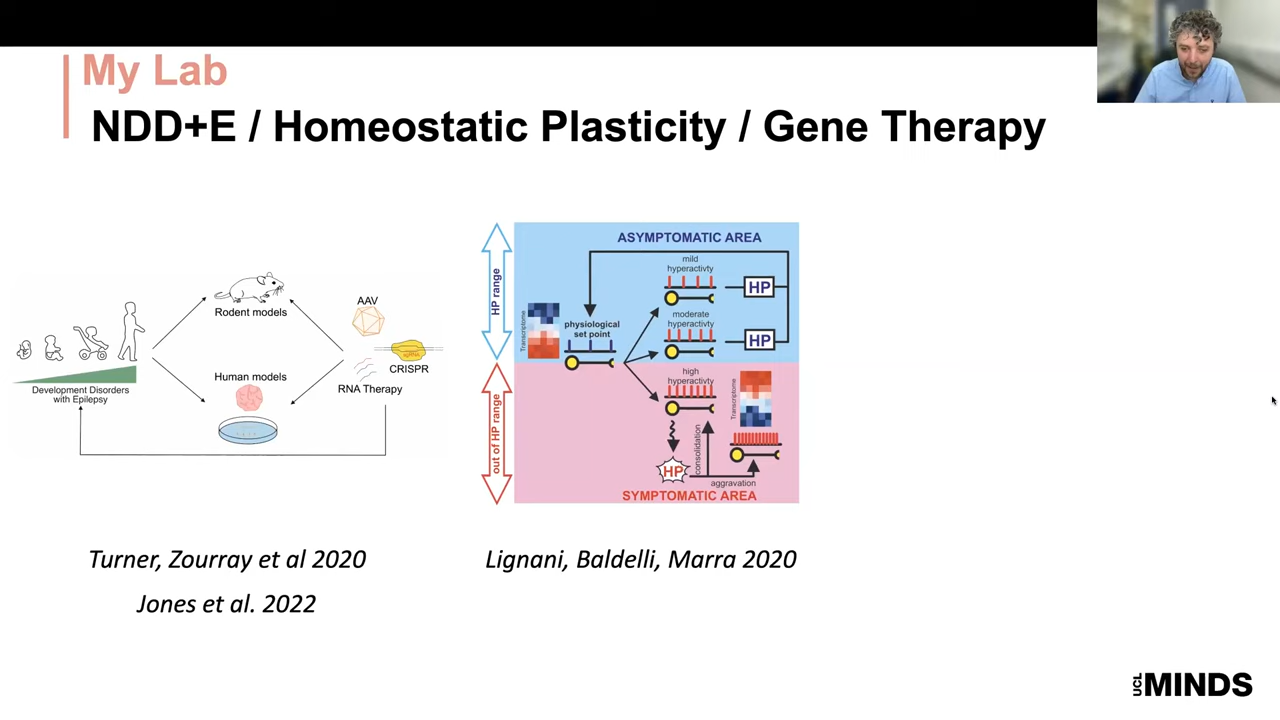 My Lab
NDD+E / Homeostatic Plasticity / Gene Therapy
Rodent models
AAV
CRISPR
Human models
RNA Therapy
Development Disorders
with Epilepsy
HP range
out of HP range
ASYMPTOMATIC AREA
mild
hyperactivty
HP
Transcriptome
physiological
set point
moderate
hyperactivty
HP
high
hyperactivty
Transcriptome
consolidation
HP
aggravation
SYMPTOMATIC AREA
Turner, Zourray et al 2020
Jones et al. 2022
Lignani, Baldelli, Marra 2020
UCL MINDS